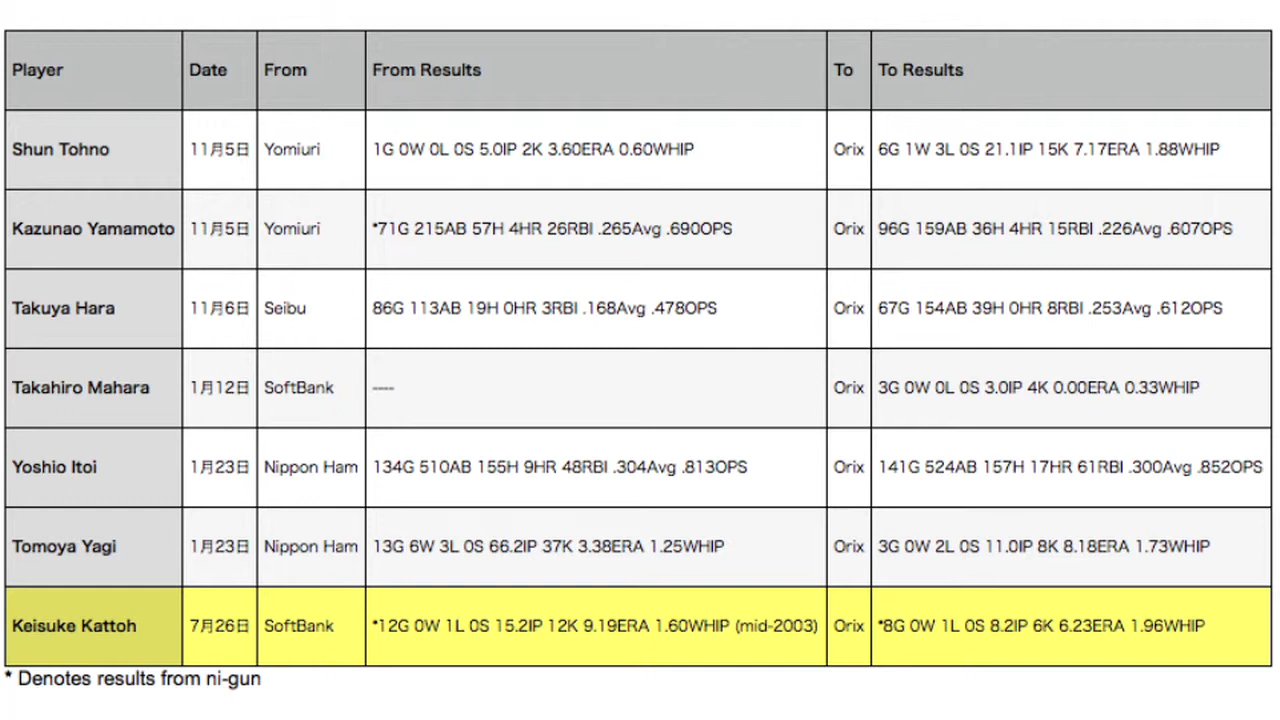 Player Date From From Results To To Results
Shun Tohno 11月5日 Yomiuri 1G 0W 0L 0S 5.0IP 2K 3.60ERA 0.60WHIP Orix 6G 1W 3L 0S 21.1IP 15K 7.17ERA 1.88WHIP
Kazunao Yamamoto 11月5日 Yomiuri *71G 215AB 57H 4HR 26RBI .265Avg .690OPS Orix 96G 159AB 36H 4HR 15RBI .226Avg .607OPS
Takuya Hara 11月6日 Seibu 86G 113AB 19H 0HR 3RBI .168Avg .478OPS Orix 67G 154AB 39H 0HR 8RBI .253Avg .612OPS
Takahiro Mahara 1月12日 SoftBank ---- Orix 3G 0W 0L 0S 3.0IP 4K 0.00ERA 0.33WHIP
Yoshio Itoi 1月23日 Nippon Ham 134G 510AB 155H 9HR 48RBI .304Avg .813OPS Orix 141G 524AB 157H 17HR 61RBI .300Avg .852OPS
Tomoya Yagi 1月23日 Nippon Ham 13G 6W 3L 0S 66.2IP 37K 3.38ERA 1.25WHIP Orix 3G 0W 2L 0S 11.0IP 8K 8.18ERA 1.73WHIP
Keisuke Kattoh 7月26日 SoftBank *12G 0W 1L 0S 15.2IP 12K 9.19ERA 1.60WHIP (mid-2003) Orix *8G 0W 1L 0S 8.2IP 6K 6.23ERA 1.96WHIP
* Denotes results from ni-gun